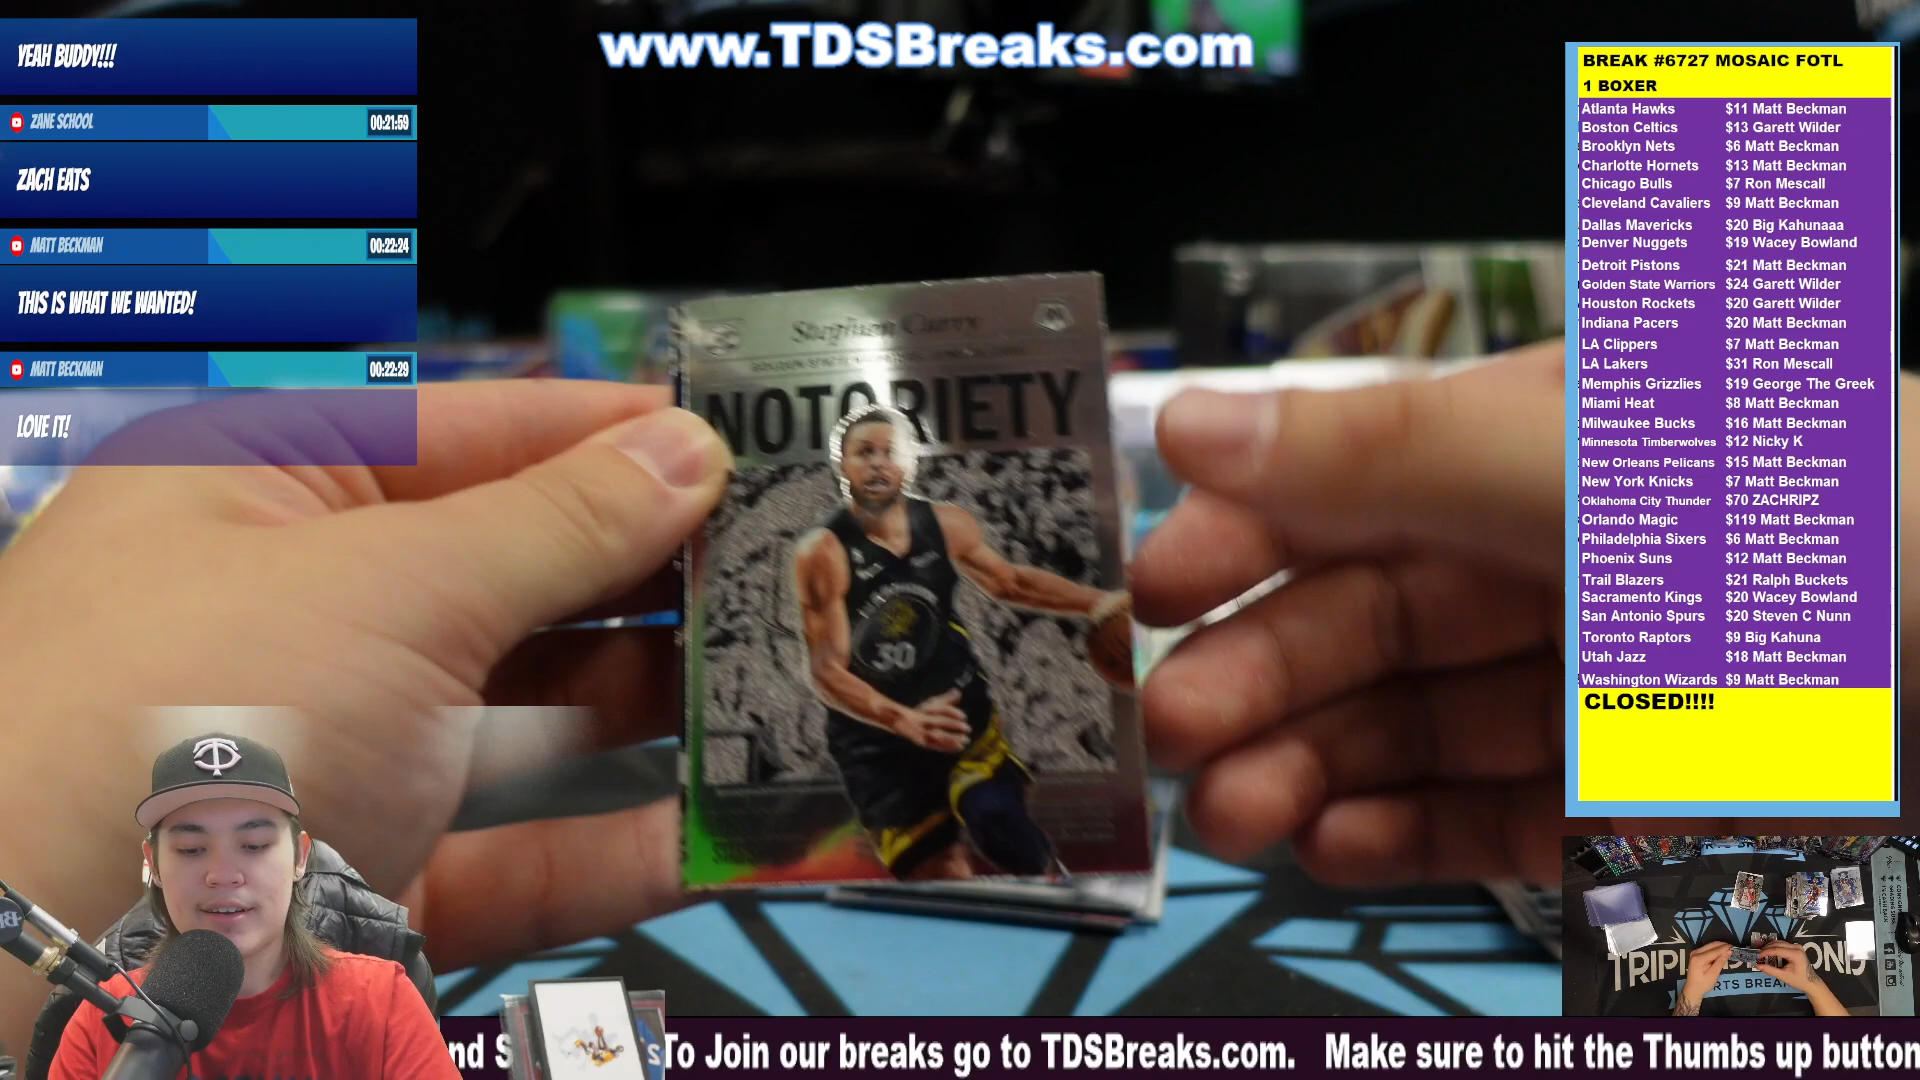 www.TDSBreaks.com
YEAH BUDDY!!!
ZANE SCHOOL 00:21:59
ZACH EATS
MATT BECKMAN 00:22:24
THIS IS WHAT WE WANTED!
MATT BECKMAN 00:22:29
LOVE IT!
Stephen Curry
NOTORIETY
30
BREAK #6727 MOSAIC FOTL
1 BOXER
Atlanta Hawks $11 Matt Beckman
Boston Celtics $13 Garett Wilder
Brooklyn Nets $6 Matt Beckman
Charlotte Hornets $13 Matt Beckman
Chicago Bulls $7 Ron Mescall
Cleveland Cavaliers $9 Matt Beckman
Dallas Mavericks $20 Big Kahunaaa
Denver Nuggets $19 Wacey Bowland
Detroit Pistons $21 Matt Beckman
Golden State Warriors $24 Garett Wilder
Houston Rockets $20 Garett Wilder
Indiana Pacers $20 Matt Beckman
LA Clippers $7 Matt Beckman
LA Lakers $31 Ron Mescall
Memphis Grizzlies $19 George The Greek
Miami Heat $8 Matt Beckman
Milwaukee Bucks $16 Matt Beckman
Minnesota Timberwolves $12 Nicky K
New Orleans Pelicans $15 Matt Beckman
New York Knicks $7 Matt Beckman
Oklahoma City Thunder $70 ZACHRIPZ
Orlando Magic $119 Matt Beckman
Philadelphia Sixers $6 Matt Beckman
Phoenix Suns $12 Matt Beckman
Trail Blazers $21 Ralph Buckets
Sacramento Kings $20 Wacey Bowland
San Antonio Spurs $20 Steven C Nunn
Toronto Raptors $9 Big Kahuna
Utah Jazz $18 Matt Beckman
Washington Wizards $9 Matt Beckman
CLOSED!!!!
TC
nd S To Join our breaks go to TDSBreaks.com. Make sure to hit the Thumbs up button